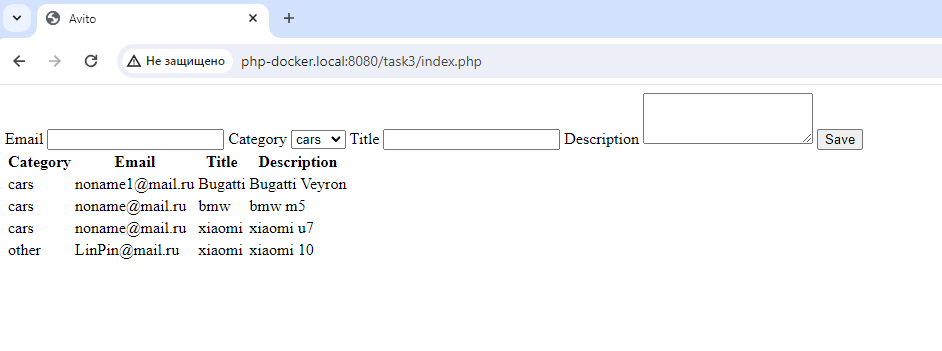 Avito
Не защищено php-docker.local:8080/task3/index.php
Email Category cars Title Description Save
Category Email Title Description
cars noname1@mail.ru Bugatti Bugatti Veyron
cars noname@mail.ru bmw bmw m5
cars noname@mail.ru xiaomi xiaomi u7
other LinPin@mail.ru xiaomi xiaomi 10